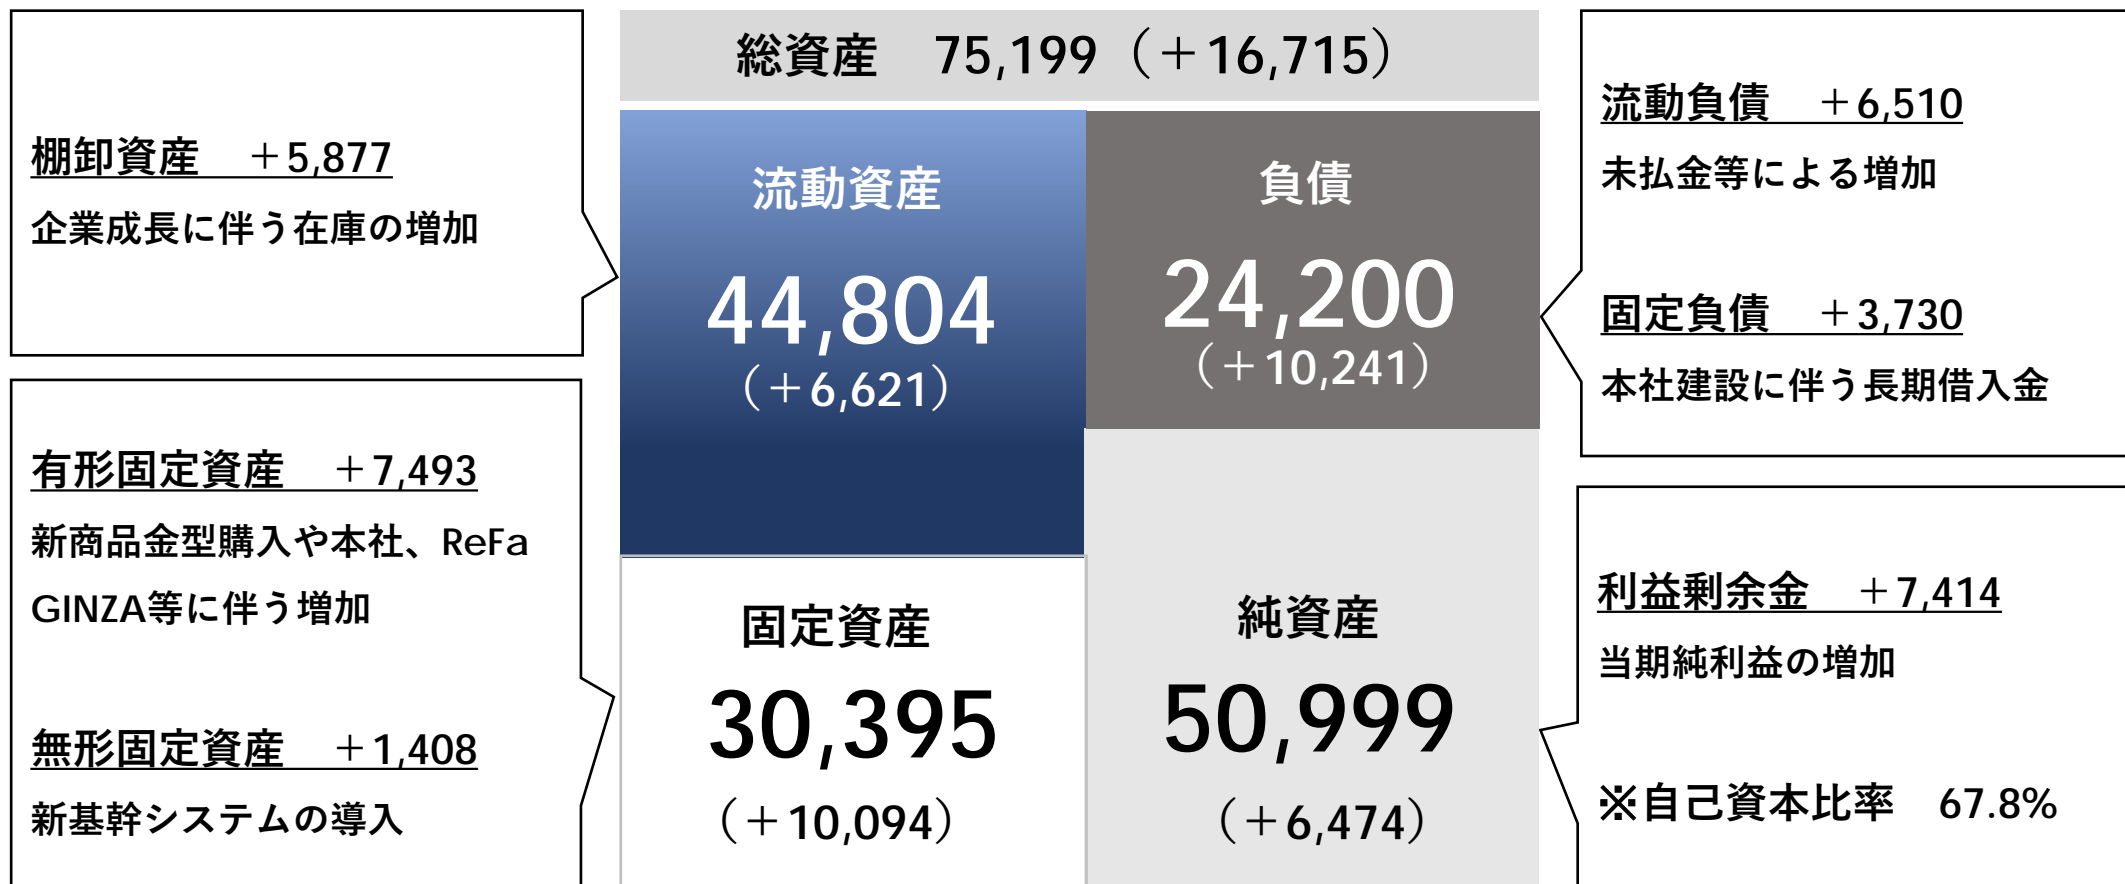 総資産　75,199（＋16,715）
棚卸資産　＋5,877
企業成長に伴う在庫の増加
有形固定資産　＋7,493
新商品金型購入や本社、ReFa
GINZA等に伴う増加
無形固定資産　＋1,408
新基幹システムの導入
流動資産
44,804
（＋6,621）
固定資産
30,395
（＋10,094）
負債
24,200
（＋10,241）
純資産
50,999
（＋6,474）
流動負債　＋6,510
未払金等による増加
固定負債　＋3,730
本社建設に伴う長期借入金
利益剰余金　＋7,414
当期純利益の増加
※自己資本比率　67.8%